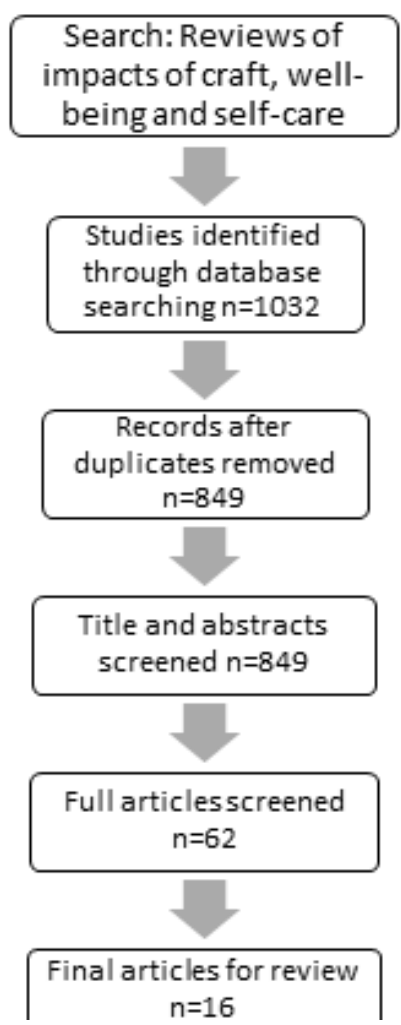 Search: Reviews of
impacts of craft, well-
being and self-care
Studies identified
through database
searching n=1032
Records after
duplicates removed
n=849
Title and abstracts
screened n=849
Full articles screened
n=62
Final articles for review
n=16